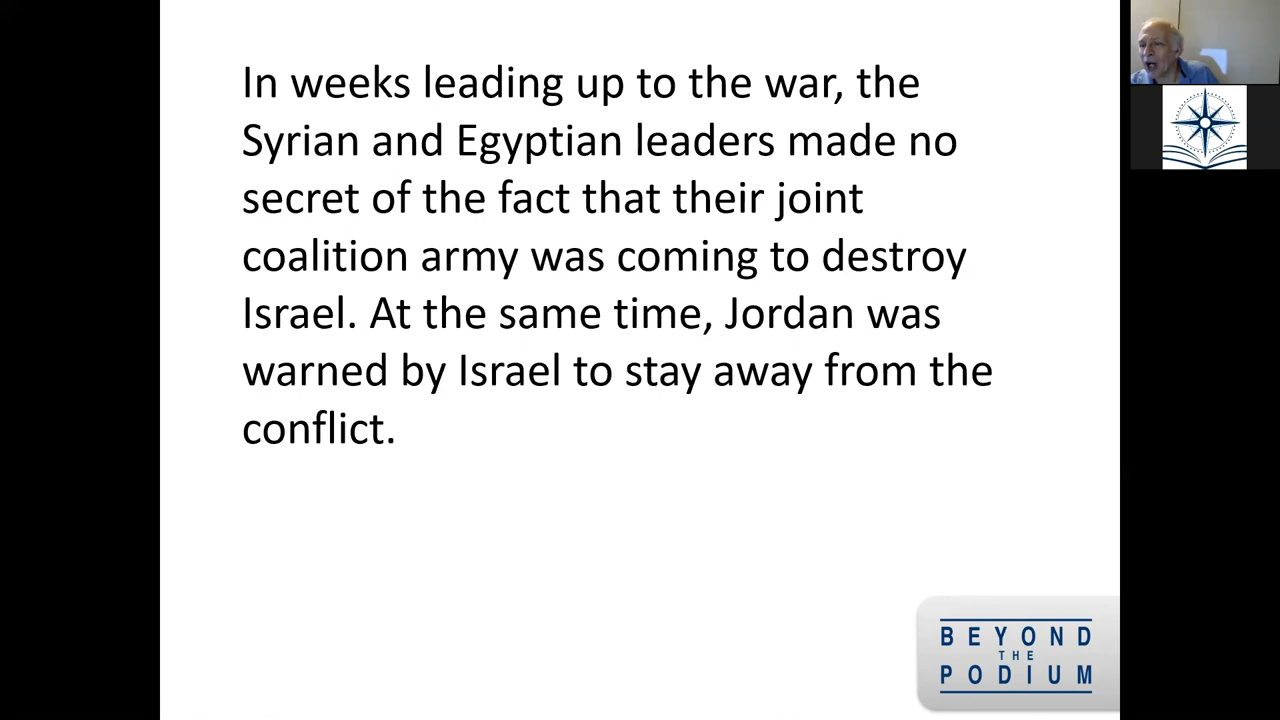 In weeks leading up to the war, the
Syrian and Egyptian leaders made no
secret of the fact that their joint
coalition army was coming to destroy
Israel. At the same time, Jordan was
warned by Israel to stay away from the
conflict.
BEYOND
THE
PODIUM